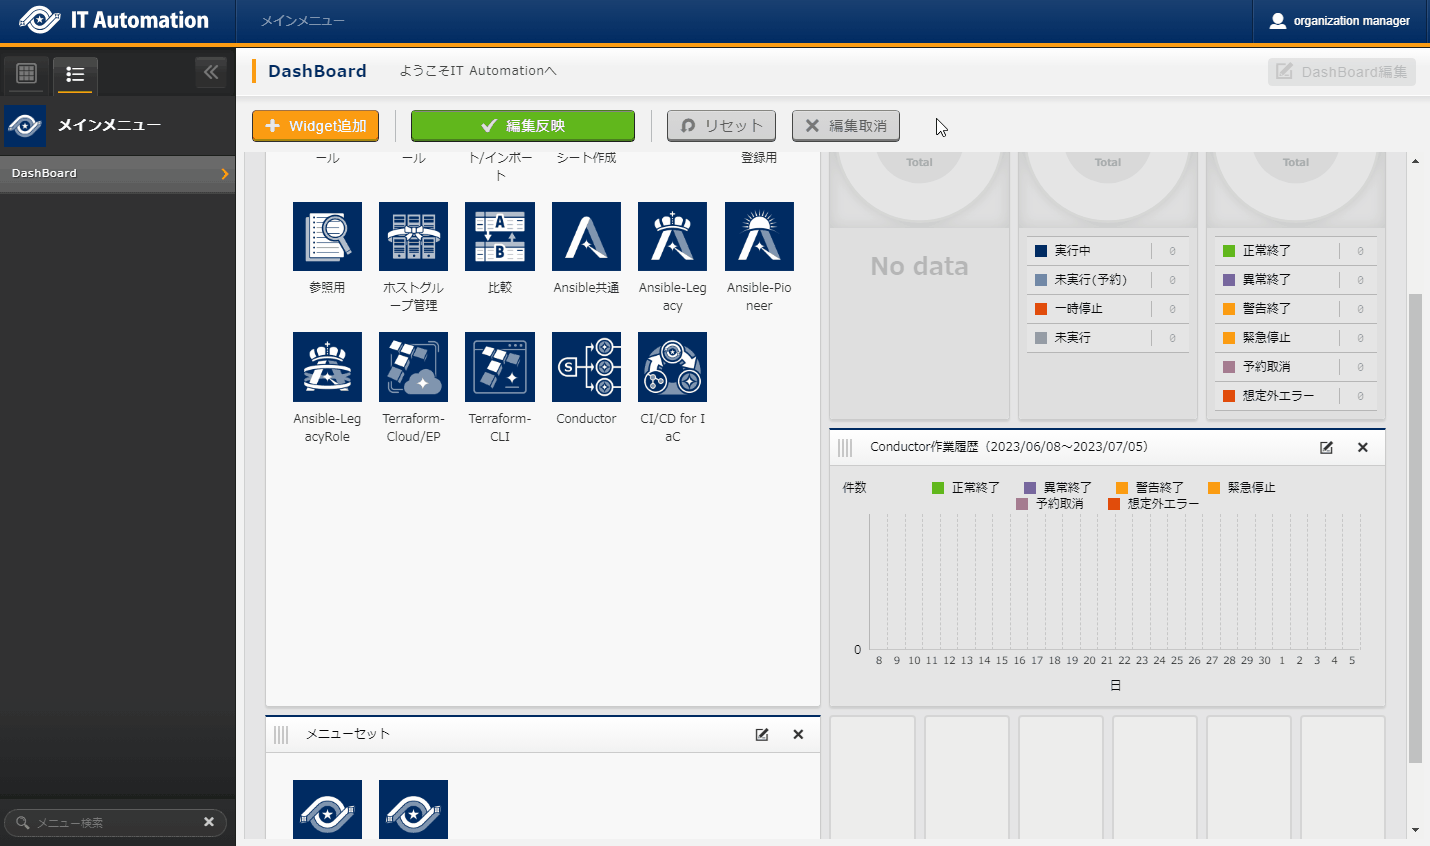 IT Automation
メインメニュー
organization manager
DashBoard
ようこそIT Automationへ
DashBoard編集
メインメニュー
DashBoard
メニュー検索
Widget追加
編集反映
リセット
編集取消
ール
ール
ト/インポー
ト
シート作成
登録用
参照用
ホストグル
ープ管理
比較
Ansible共通
Ansible-Leg
acy
Ansible-Pio
neer
Ansible-Leg
acyRole
Terraform-
Cloud/EP
Terraform-
CLI
Conductor
CI/CD for I
aC
メニューセット
Total
No data
Total
実行中 0
未実行(予約) 0
一時停止 0
未実行 0
Total
正常終了 0
異常終了 0
警告終了 0
緊急停止 0
予約取消 0
想定外エラー 0
Conductor作業履歴（2023/06/08～2023/07/05）
件数
正常終了 異常終了 警告終了 緊急停止
予約取消 想定外エラー
0
8 9 10 11 12 13 14 15 16 17 18 19 20 21 22 23 24 25 26 27 28 29 30 1 2 3 4 5
日